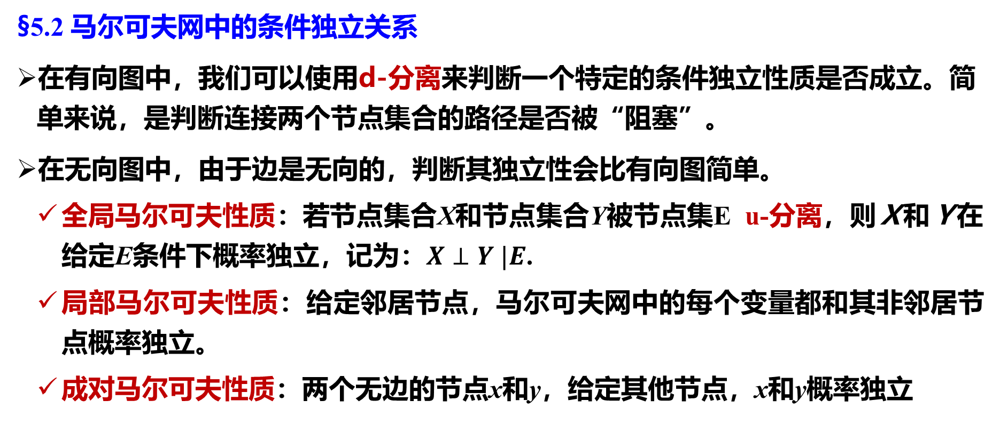 §5.2 马尔可夫网中的条件独立关系
➢在有向图中，我们可以使用d-分离来判断一个特定的条件独立性质是否成立。简
单来说，是判断连接两个节点集合的路径是否被“阻塞”。
➢在无向图中，由于边是无向的，判断其独立性会比有向图简单。
✓全局马尔可夫性质：若节点集合X和节点集合Y被节点集E u-分离，则 X和 Y在
给定E条件下概率独立，记为：X ⊥ Y |E.
✓局部马尔可夫性质：给定邻居节点，马尔可夫网中的每个变量都和其非邻居节
点概率独立。
✓成对马尔可夫性质：两个无边的节点x和y，给定其他节点，x和y概率独立